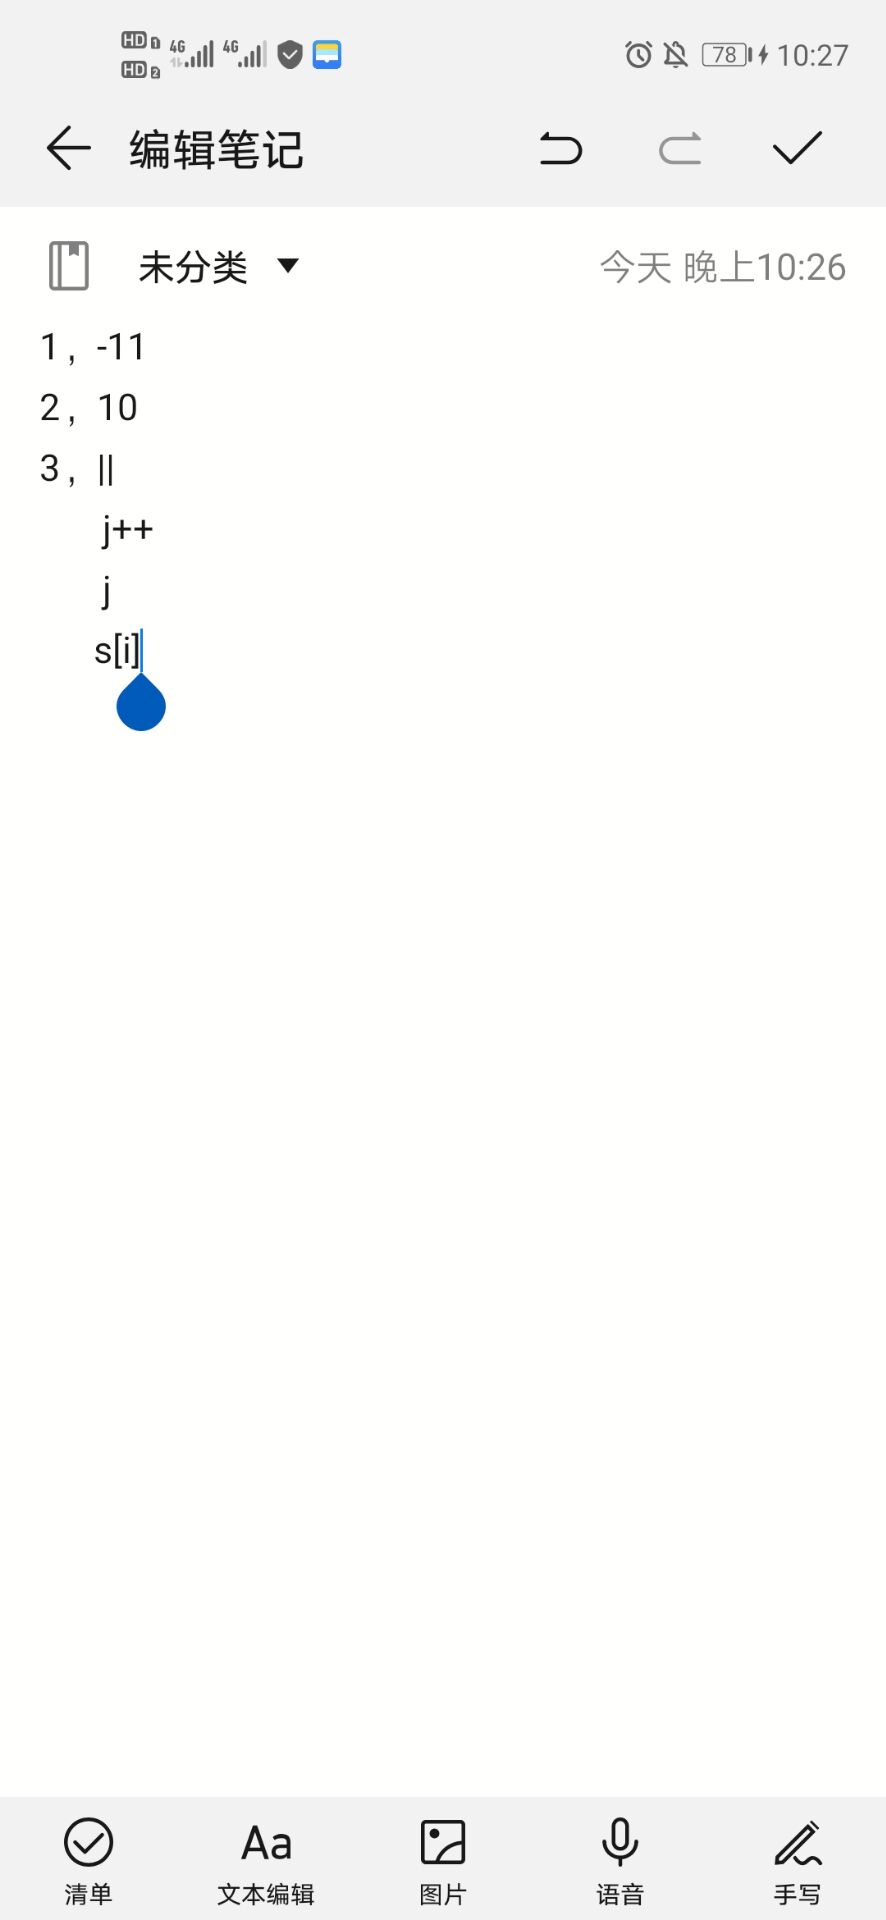 HD 1 4G 4G 78 10:27
HD 2
编辑笔记
未分类 今天 晚上10:26
1，-11
2，10
3，||
j++
j
s[i]
Aa
清单 文本编辑 图片 语音 手写